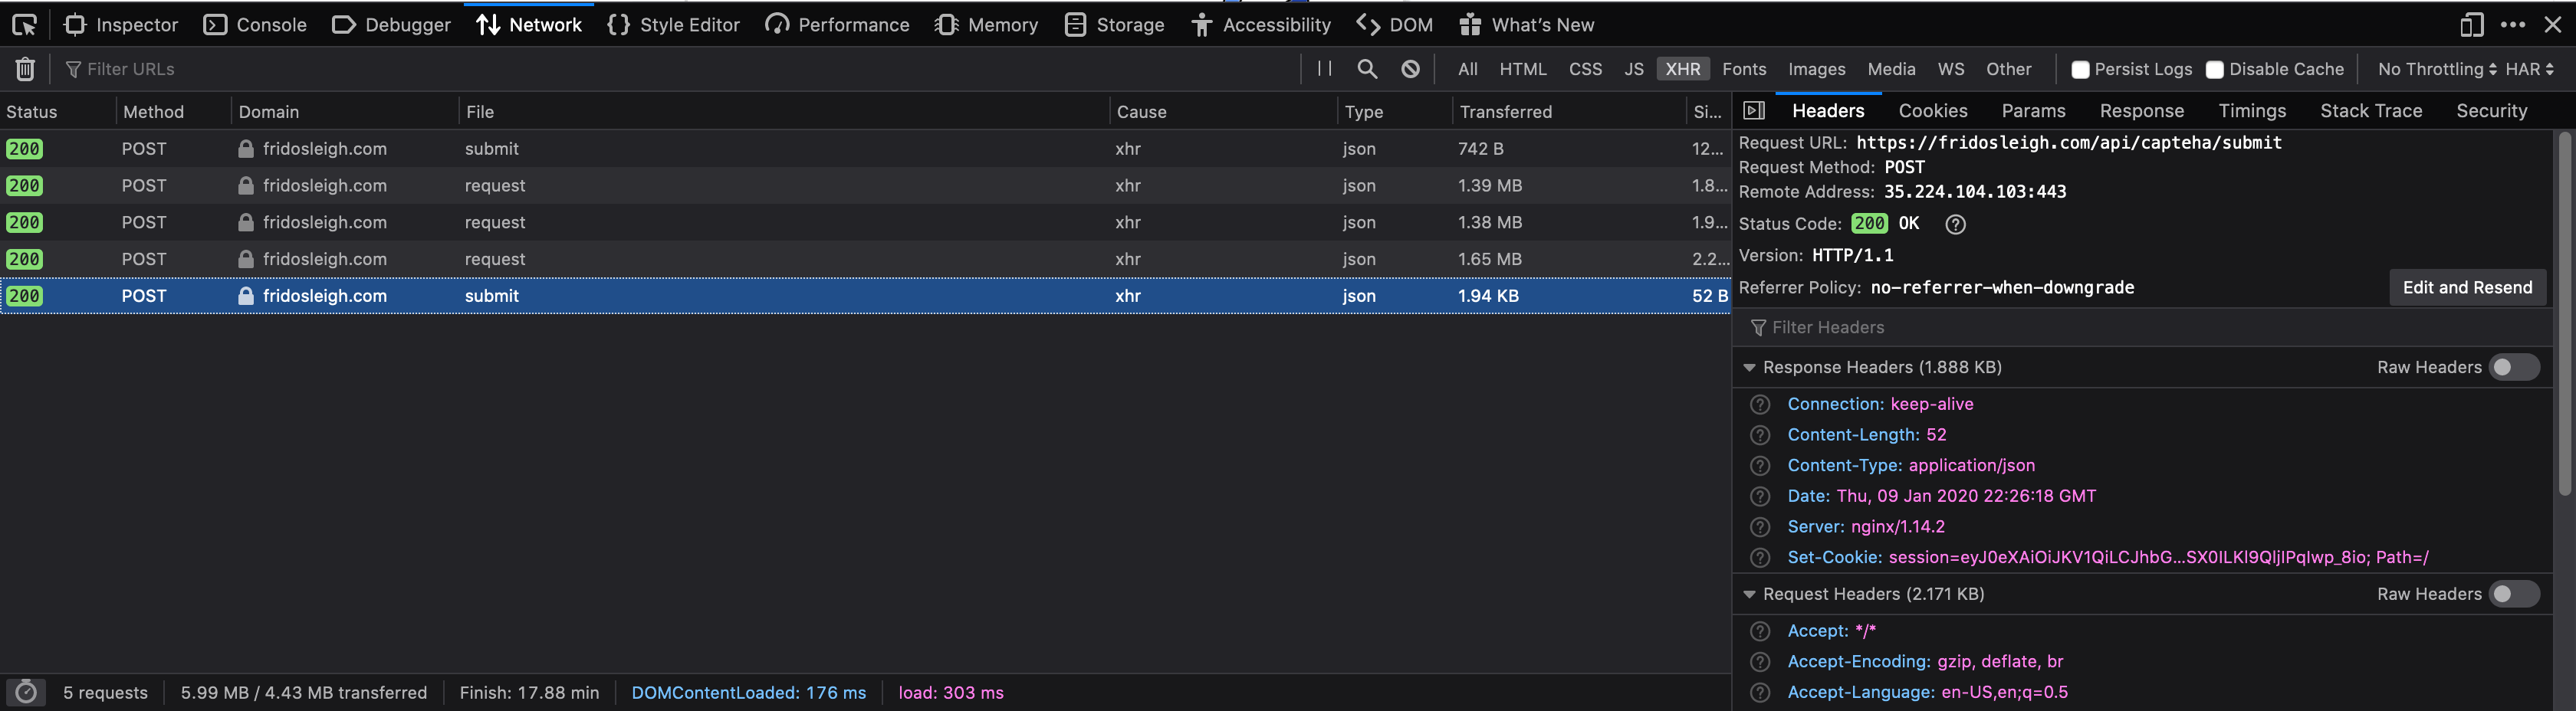 Inspector Console Debugger Network Style Editor Performance Memory Storage Accessibility DOM What's New
Filter URLs All HTML CSS JS XHR Fonts Images Media WS Other Persist Logs Disable Cache No Throttling HAR
Status Method Domain File Cause Type Transferred Si...
200 POST fridosleigh.com submit xhr json 742 B 12...
200 POST fridosleigh.com request xhr json 1.39 MB 1.8...
200 POST fridosleigh.com request xhr json 1.38 MB 1.9...
200 POST fridosleigh.com request xhr json 1.65 MB 2.2...
200 POST fridosleigh.com submit xhr json 1.94 KB 52 B
5 requests 5.99 MB / 4.43 MB transferred Finish: 17.88 min DOMContentLoaded: 176 ms load: 303 ms
Headers Cookies Params Response Timings Stack Trace Security
Request URL: https://fridosleigh.com/api/capteha/submit
Request Method: POST
Remote Address: 35.224.104.103:443
Status Code: 200 OK
Version: HTTP/1.1
Referrer Policy: no-referrer-when-downgrade Edit and Resend
Filter Headers
Response Headers (1.888 KB) Raw Headers
Connection: keep-alive
Content-Length: 52
Content-Type: application/json
Date: Thu, 09 Jan 2020 22:26:18 GMT
Server: nginx/1.14.2
Set-Cookie: session=eyJ0eXAiOiJKV1QiLCJhbG...SX0ILKl9QljIPqIwp_8io; Path=/
Request Headers (2.171 KB) Raw Headers
Accept: */*
Accept-Encoding: gzip, deflate, br
Accept-Language: en-US,en;q=0.5